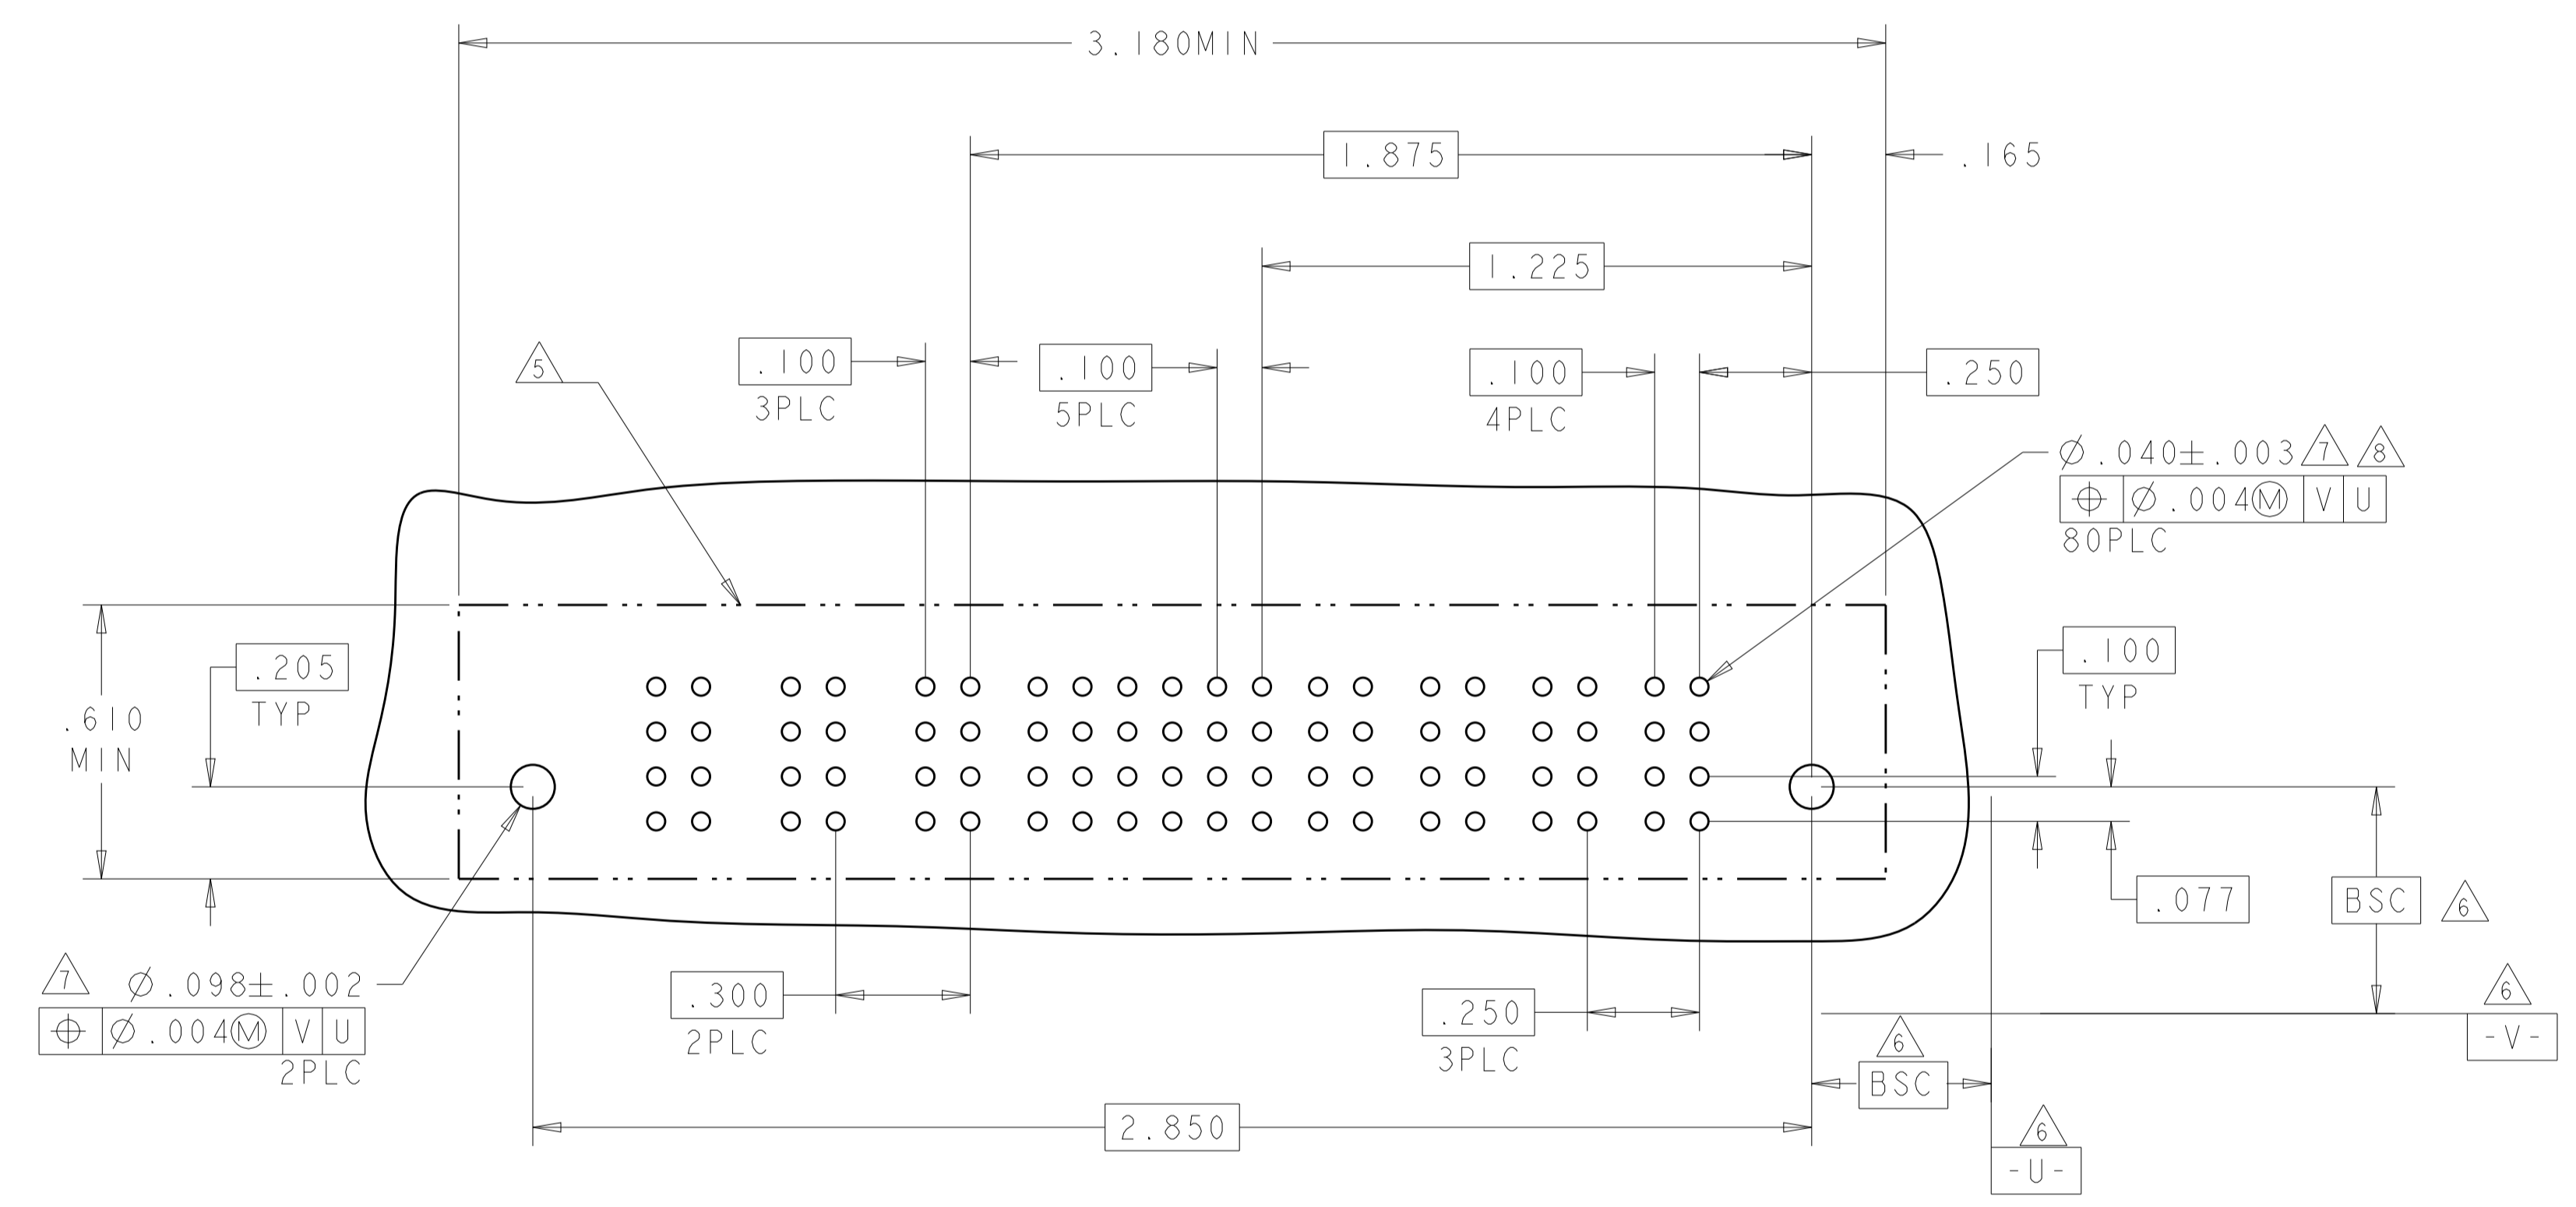 3.180MIN
1.875
.165
1.225
5
.100
3PLC
.100
5PLC
.100
4PLC
.250
Ø.040±.003 7 8
⌖ Ø.004Ⓜ V U
80PLC
.205
TYP
.610
MIN
.100
TYP
.077
BSC 6
7 Ø.098±.002
⌖ Ø.004Ⓜ V U
2PLC
.300
2PLC
.250
3PLC
6
-V-
6
BSC
2.850
6
-U-